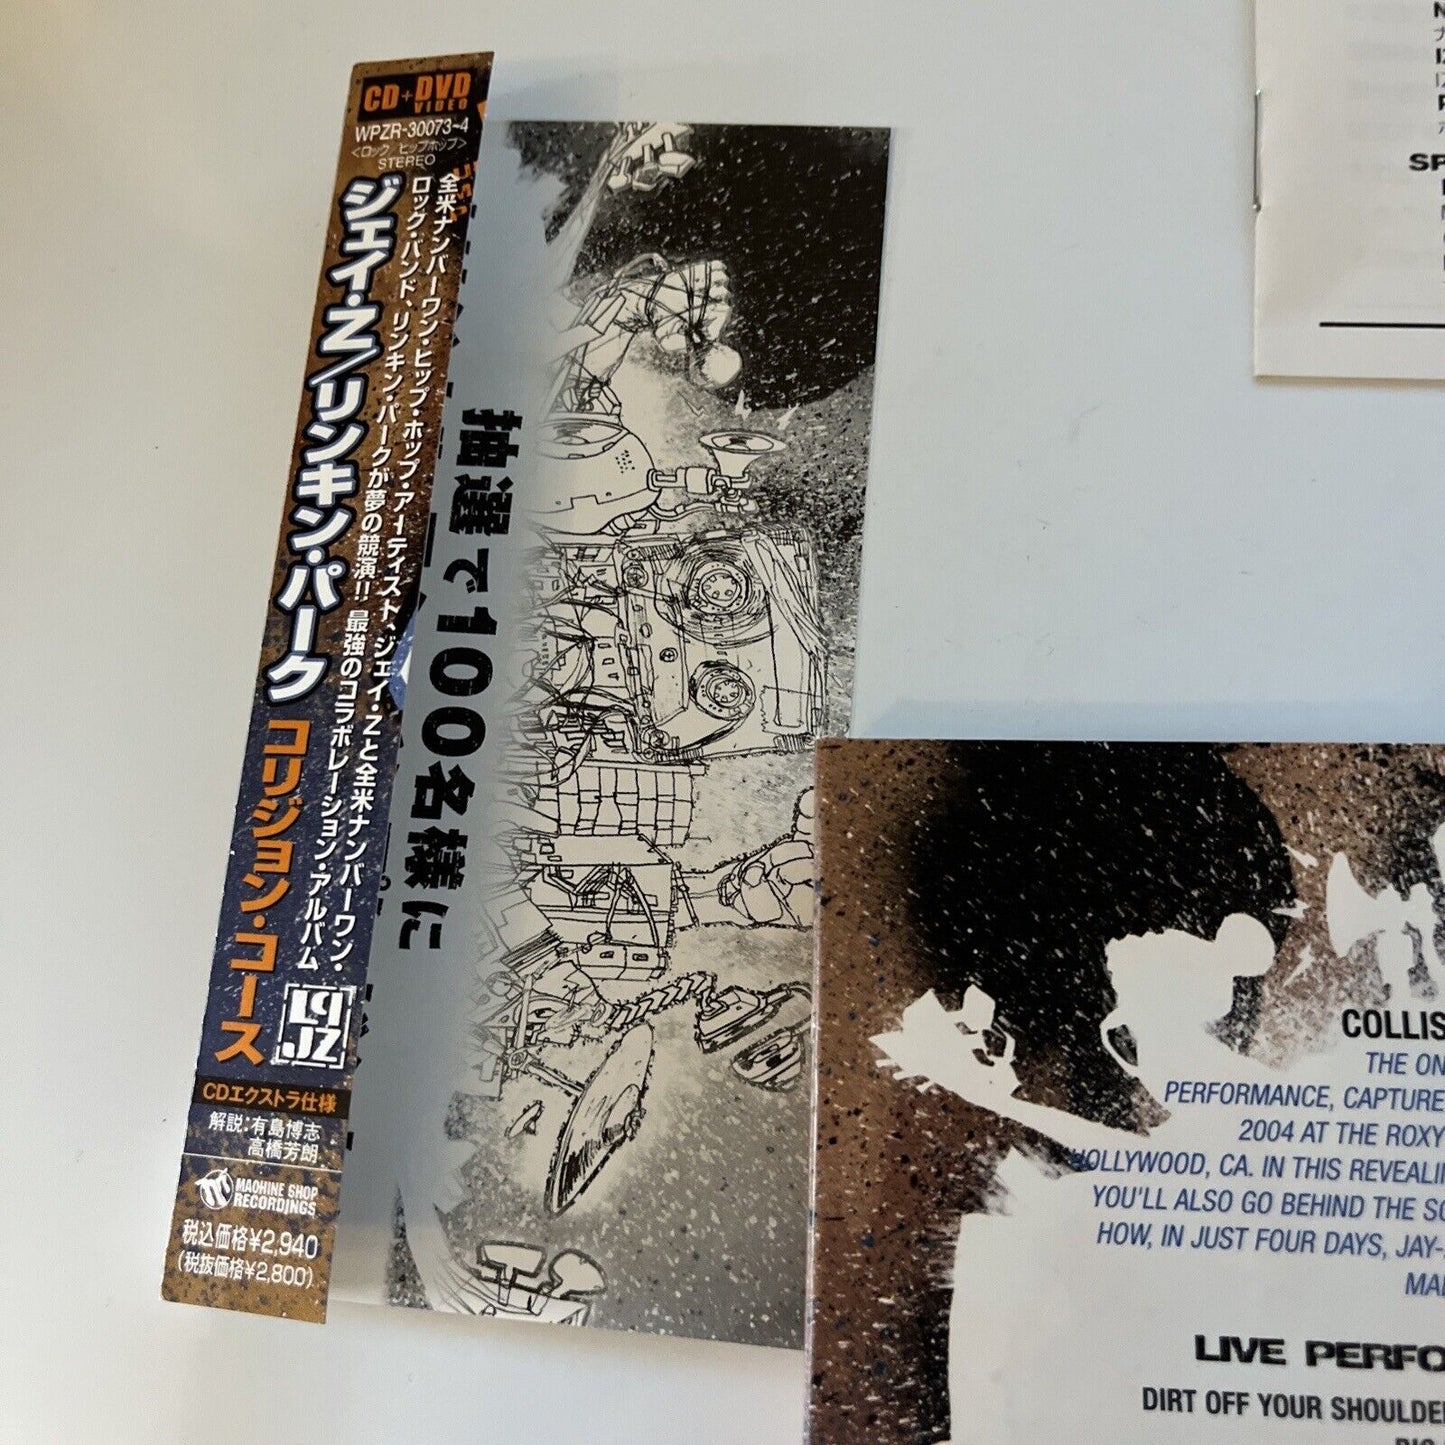 CD+DVD
VIDEO
WPZR-30073~4
<ロック/ヒップホップ>
STEREO
全米ナンバーワン・ヒップ・ホップ・アーティスト、ジェイ・Zと全米ナンバーワン・
ロック・バンド、リンキン・パークが夢の競演!! 最強のコラボレーション・アルバム
ジェイ・Z/リンキン・パーク
コリジョン・コース
LP
JZ
CDエクストラ仕様
解説:有島博志
高橋芳朗
MACHINE SHOP
RECORDINGS
税込価格¥2,940
(税抜価格¥2,800)
抽選で100名様に
SP
COLLIS
THE ON
PERFORMANCE, CAPTURE
2004 AT THE ROXY
HOLLYWOOD, CA. IN THIS REVEALI
YOU'LL ALSO GO BEHIND THE SC
HOW, IN JUST FOUR DAYS, JAY-
MA
LIVE PERFO
DIRT OFF YOUR SHOULDE